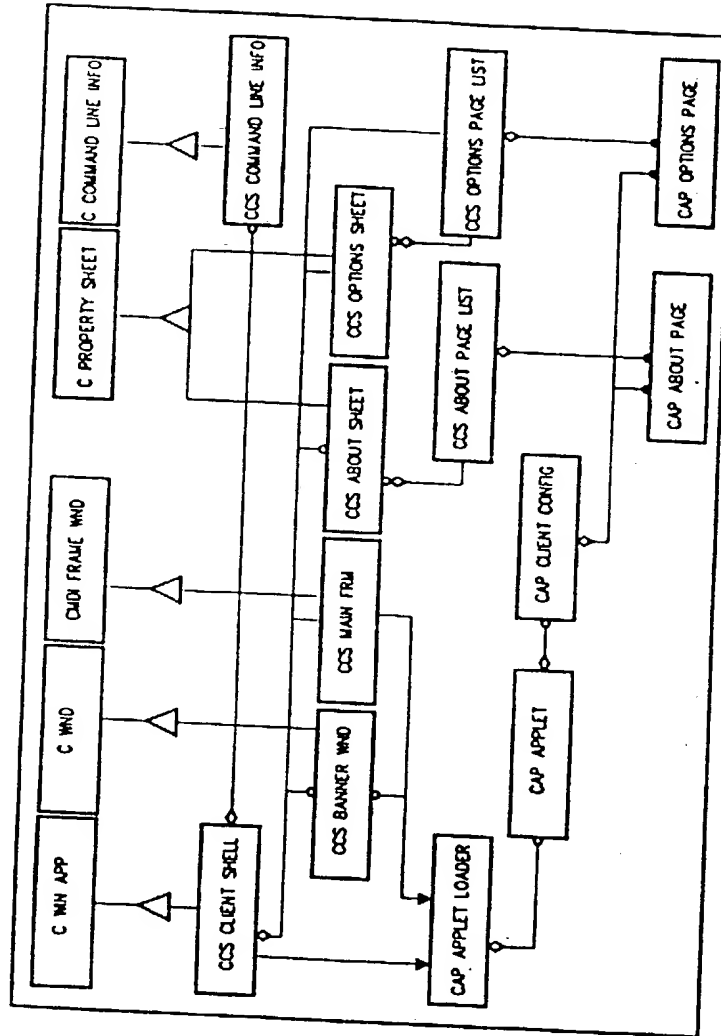 C WIN APP
C WND
CMDI FRAME WND
C PROPERTY SHEET
C COMMAND LINE INFO
CCS CLIENT SHELL
CCS COMMAND LINE INFO
CCS BANNER WND
CCS MAIN FRM
CCS ABOUT SHEET
CCS OPTIONS SHEET
CCS ABOUT PAGE LIST
CCS OPTIONS PAGE LIST
CAP APPLET LOADER
CAP APPLET
CAP CLIENT CONFIG
CAP ABOUT PAGE
CAP OPTIONS PAGE